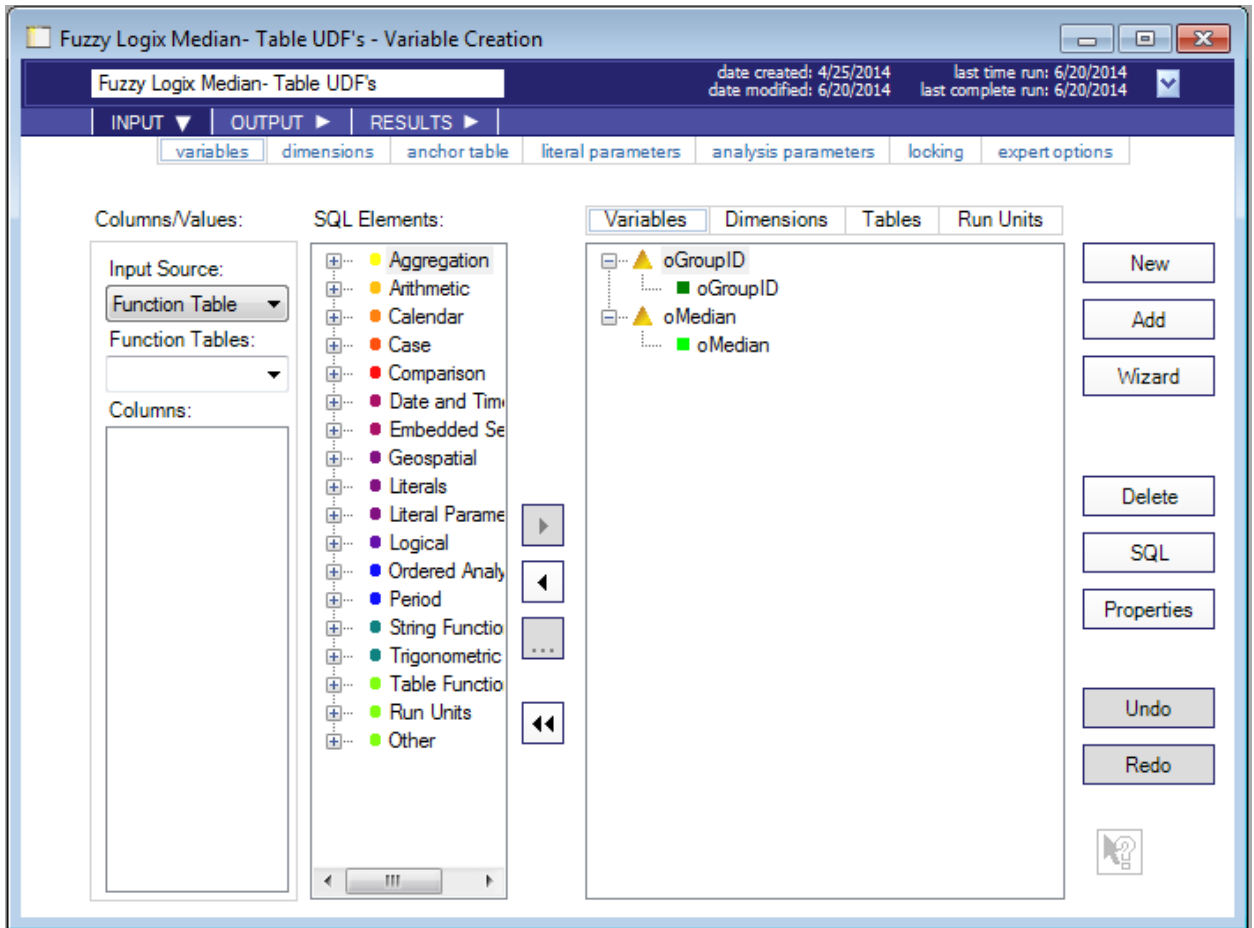 Fuzzy Logix Median- Table UDF's - Variable Creation
Fuzzy Logix Median- Table UDF's
date created: 4/25/2014 last time run: 6/20/2014
date modified: 6/20/2014 last complete run: 6/20/2014
INPUT ▼ OUTPUT ► RESULTS ►
variables dimensions anchor table literal parameters analysis parameters locking expert options
Columns/Values:
Input Source:
Function Table
Function Tables:
Columns:
SQL Elements:
Aggregation
Arithmetic
Calendar
Case
Comparison
Date and Time
Embedded Se
Geospatial
Literals
Literal Parame
Logical
Ordered Analy
Period
String Functio
Trigonometric
Table Functio
Run Units
Other
...
Variables Dimensions Tables Run Units
oGroupID
oGroupID
oMedian
oMedian
New
Add
Wizard
Delete
SQL
Properties
Undo
Redo